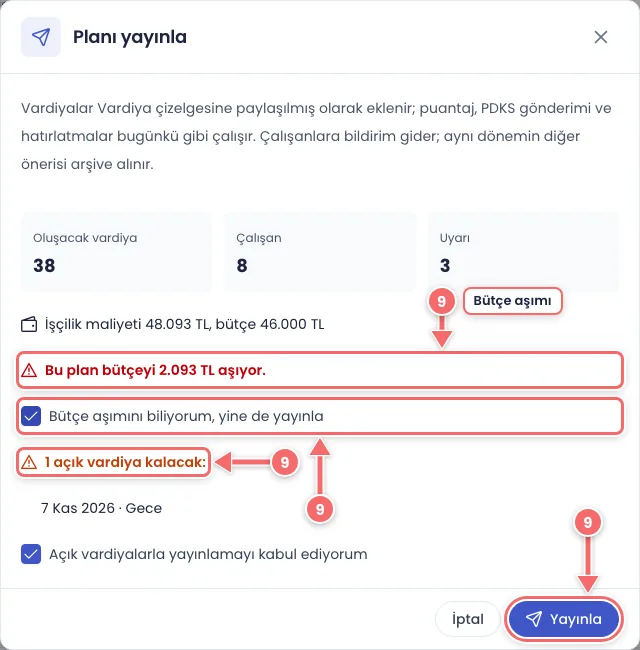 Planı yayınla
Vardiyalar Vardiya çizelgesine paylaşılmış olarak eklenir; puantaj, PDKS gönderimi ve
hatırlatmalar bugünkü gibi çalışır. Çalışanlara bildirim gider; aynı dönemin diğer
önerisi arşive alınır.
Oluşacak vardiya
38
Çalışan
8
Uyarı
3
9
Bütçe aşımı
İşçilik maliyeti 48.093 TL, bütçe 46.000 TL
Bu plan bütçeyi 2.093 TL aşıyor.
Bütçe aşımını biliyorum, yine de yayınla
1 açık vardiya kalacak:
9
7 Kas 2026 · Gece
9
9
Açık vardiyalarla yayınlamayı kabul ediyorum
İptal
Yayınla